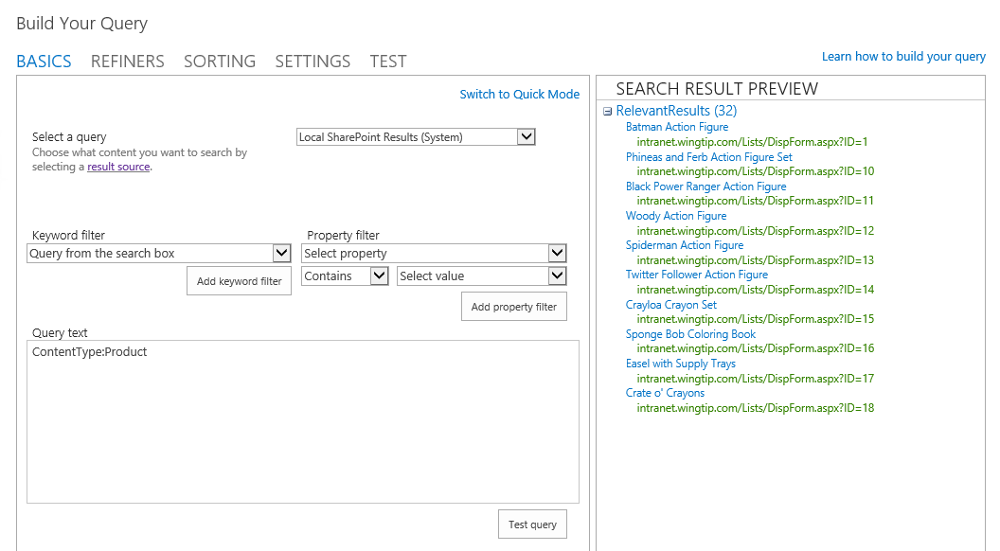 Build Your Query
BASICS REFINERS SORTING SETTINGS TEST
Learn how to build your query
Switch to Quick Mode
Select a query
Choose what content you want to search by
selecting a result source.
Local SharePoint Results (System)
Keyword filter
Query from the search box
Add keyword filter
Property filter
Select property
Contains
Select value
Add property filter
Query text
ContentType:Product
Test query
SEARCH RESULT PREVIEW
RelevantResults (32)
Batman Action Figure
intranet.wingtip.com/Lists/DispForm.aspx?ID=1
Phineas and Ferb Action Figure Set
intranet.wingtip.com/Lists/DispForm.aspx?ID=10
Black Power Ranger Action Figure
intranet.wingtip.com/Lists/DispForm.aspx?ID=11
Woody Action Figure
intranet.wingtip.com/Lists/DispForm.aspx?ID=12
Spiderman Action Figure
intranet.wingtip.com/Lists/DispForm.aspx?ID=13
Twitter Follower Action Figure
intranet.wingtip.com/Lists/DispForm.aspx?ID=14
Crayloa Crayon Set
intranet.wingtip.com/Lists/DispForm.aspx?ID=15
Sponge Bob Coloring Book
intranet.wingtip.com/Lists/DispForm.aspx?ID=16
Easel with Supply Trays
intranet.wingtip.com/Lists/DispForm.aspx?ID=17
Crate o' Crayons
intranet.wingtip.com/Lists/DispForm.aspx?ID=18